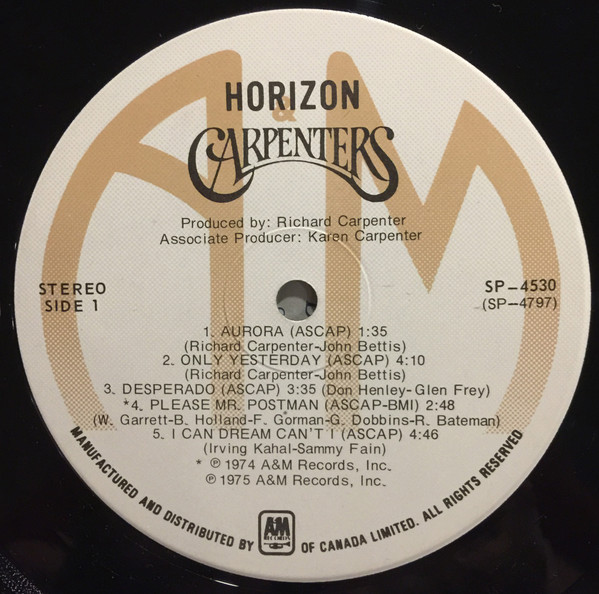 HORIZON
&
CARPENTERS
Produced by: Richard Carpenter
Associate Producer: Karen Carpenter
STEREO
SIDE 1
SP-4530
(SP-4797)
1. AURORA (ASCAP) 1:35
(Richard Carpenter-John Bettis)
2. ONLY YESTERDAY (ASCAP) 4:10
(Richard Carpenter-John Bettis)
3. DESPERADO (ASCAP) 3:35 (Don Henley-Glen Frey)
*4. PLEASE MR. POSTMAN (ASCAP-BMI) 2:48
(W. Garrett-B. Holland-F. Gorman-G. Dobbins-R. Bateman)
5. I CAN DREAM CAN'T I (ASCAP) 4:46
(Irving Kahal-Sammy Fain)
* ℗ 1974 A&M Records, Inc.
℗ 1975 A&M Records, Inc.
MANUFACTURED AND DISTRIBUTED BY A&M RECORDS OF CANADA LIMITED. ALL RIGHTS RESERVED